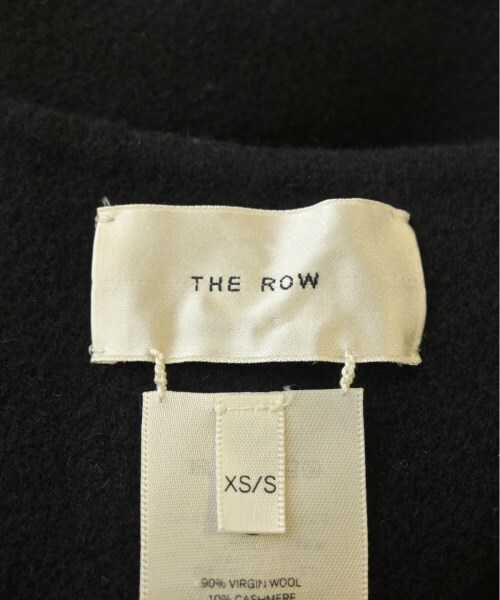 THE ROW
XS/S
90% VIRGIN WOOL
10% CASHMERE